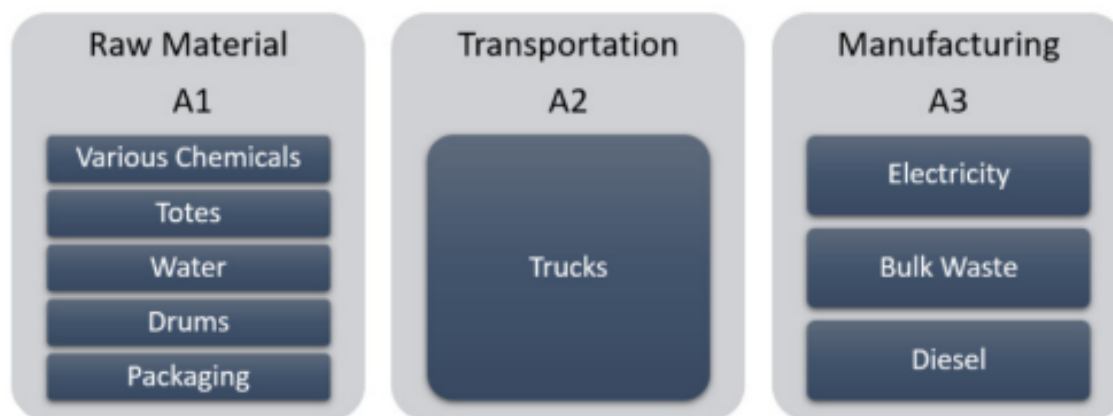 Raw Material
A1
Various Chemicals
Totes
Water
Drums
Packaging
Transportation
A2
Trucks
Manufacturing
A3
Electricity
Bulk Waste
Diesel